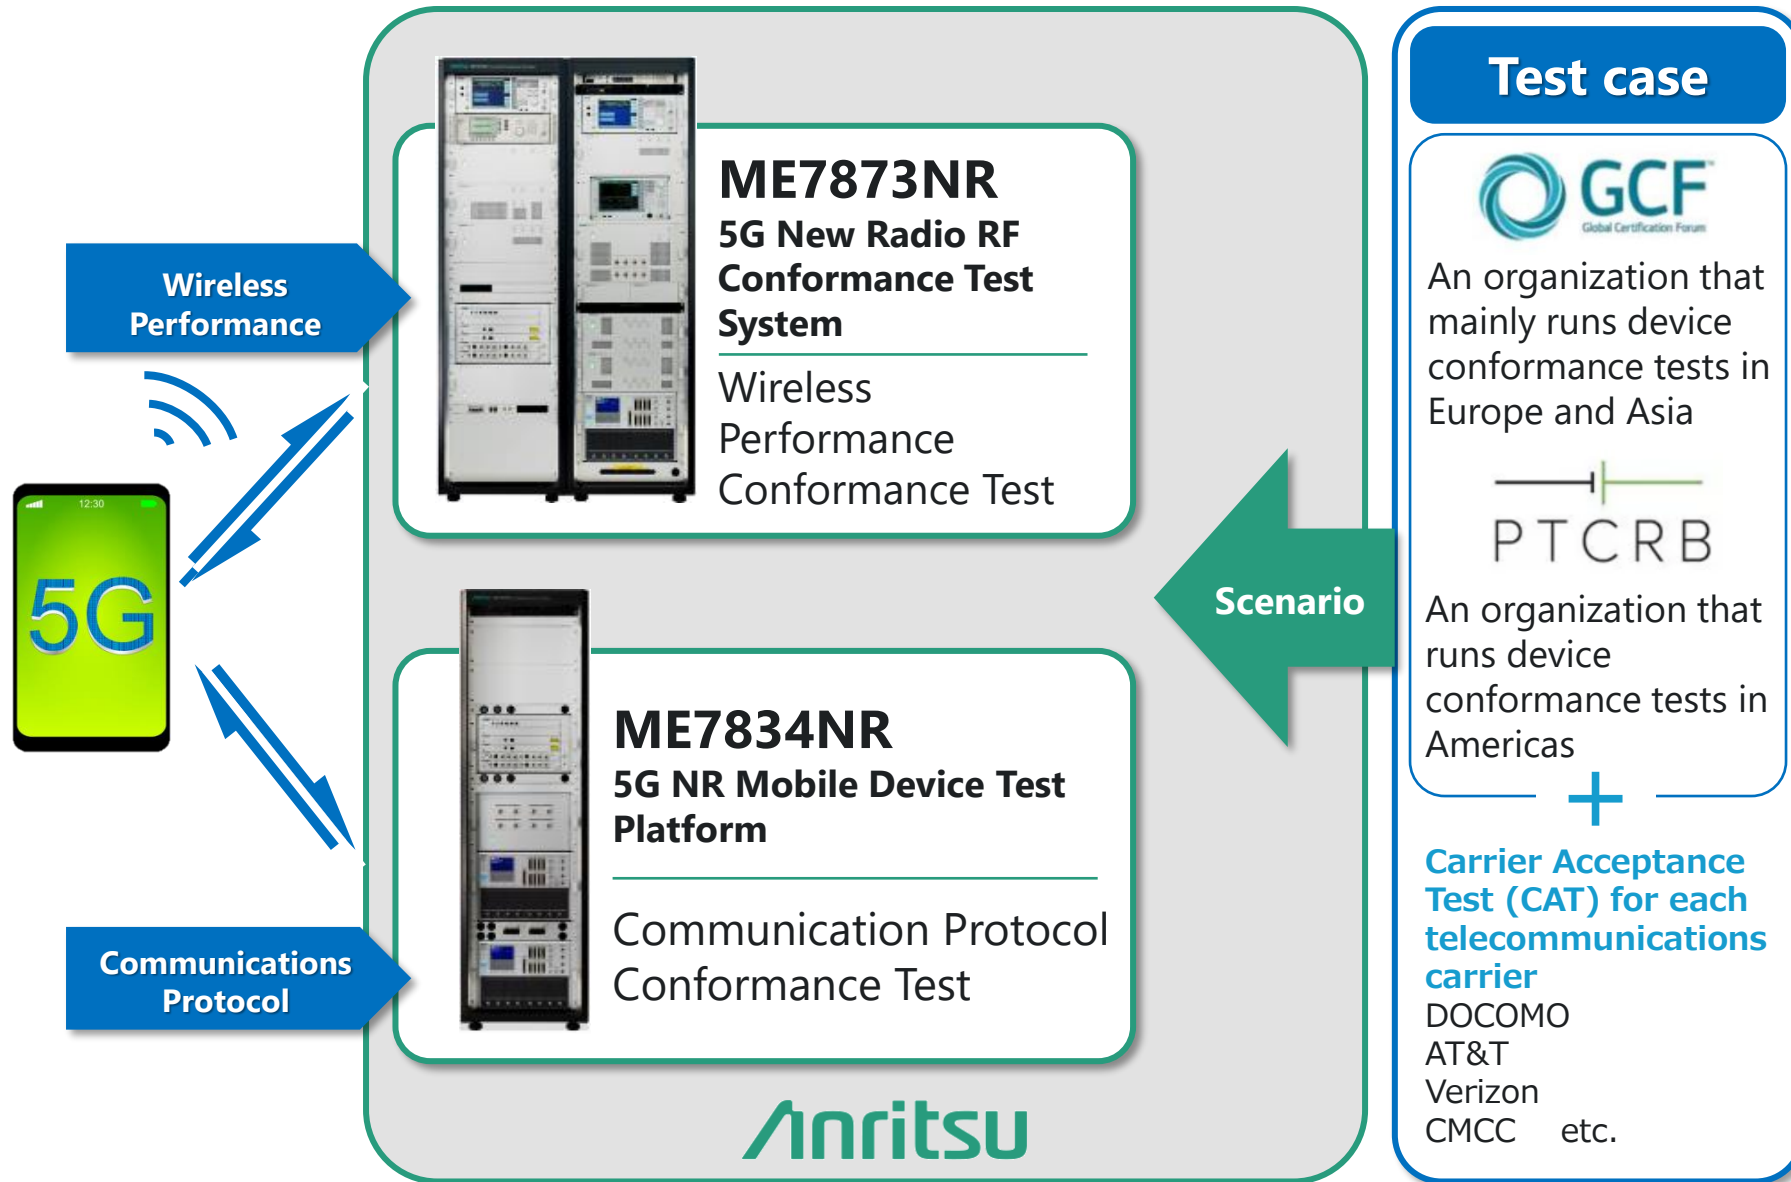 Wireless
Performance
12:30
5G
Communications
Protocol
ME7873NR
5G New Radio RF
Conformance Test
System
Wireless
Performance
Conformance Test
ME7834NR
5G NR Mobile Device Test
Platform
Communication Protocol
Conformance Test
Anritsu
Scenario
Test case
GCF™
Global Certification Forum
An organization that
mainly runs device
conformance tests in
Europe and Asia
PTCRB
An organization that
runs device
conformance tests in
Americas
+
Carrier Acceptance
Test (CAT) for each
telecommunications
carrier
DOCOMO
AT&T
Verizon
CMCC etc.